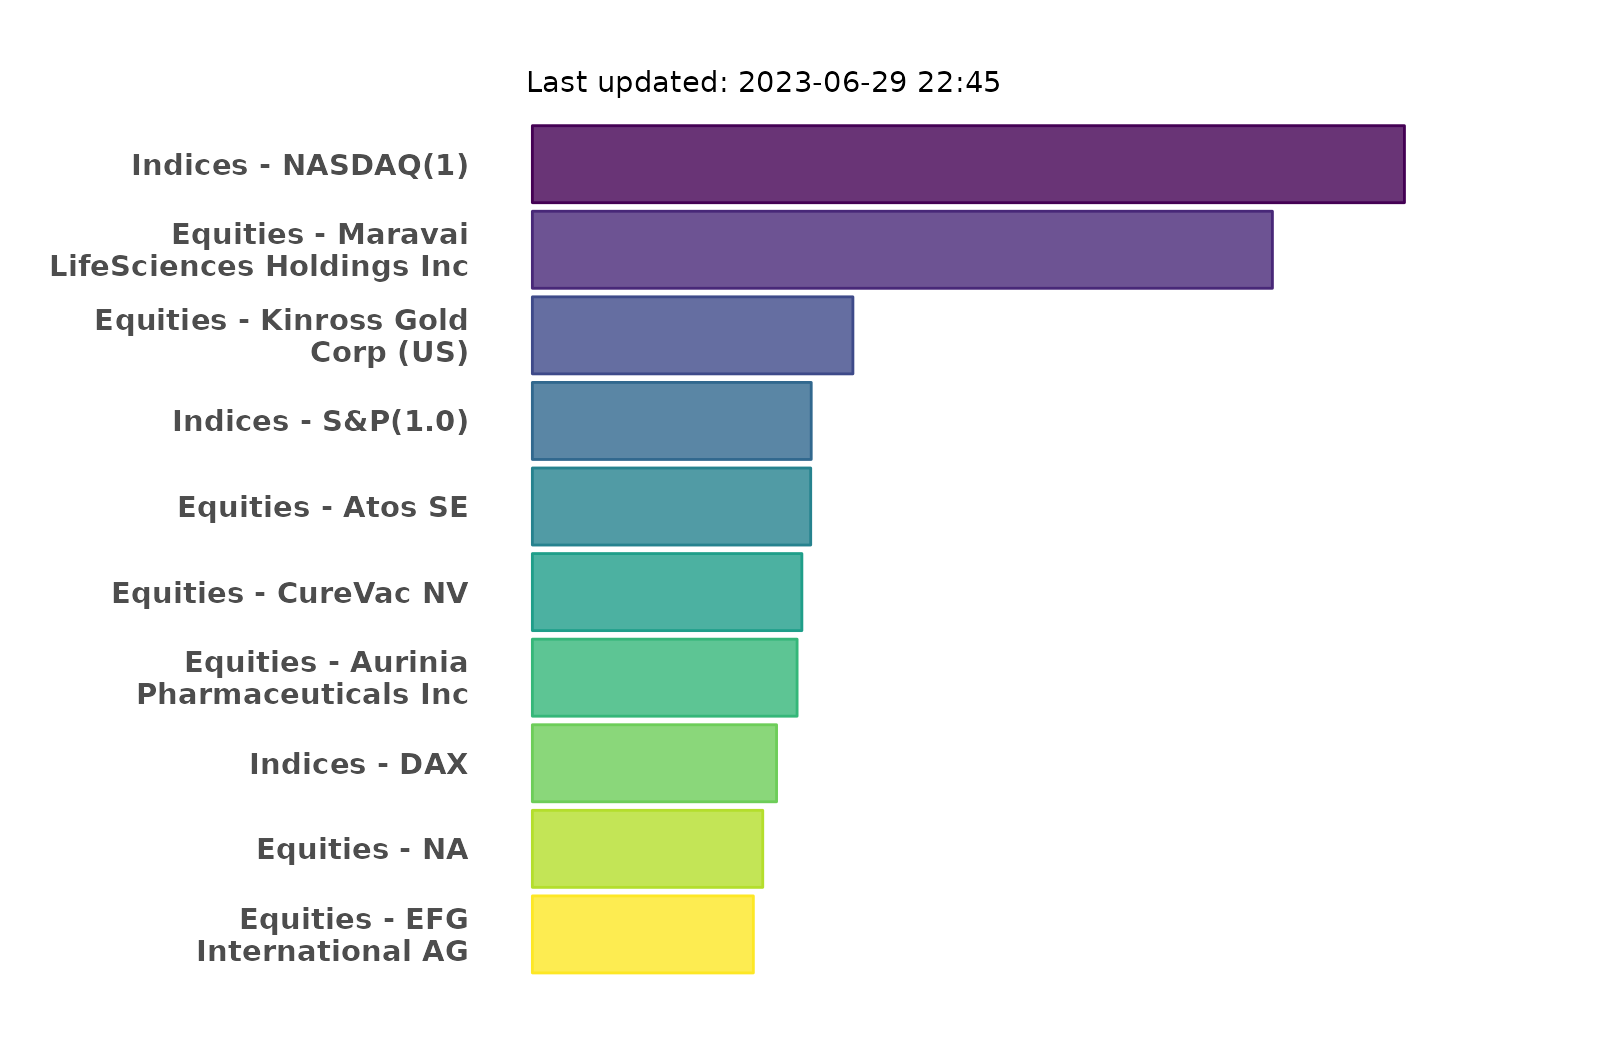 Last updated: 2023-06-29 22:45
Indices - NASDAQ(1)
Equities - Maravai
LifeSciences Holdings Inc
Equities - Kinross Gold
Corp (US)
Indices - S&P(1.0)
Equities - Atos SE
Equities - CureVac NV
Equities - Aurinia
Pharmaceuticals Inc
Indices - DAX
Equities - NA
Equities - EFG
International AG